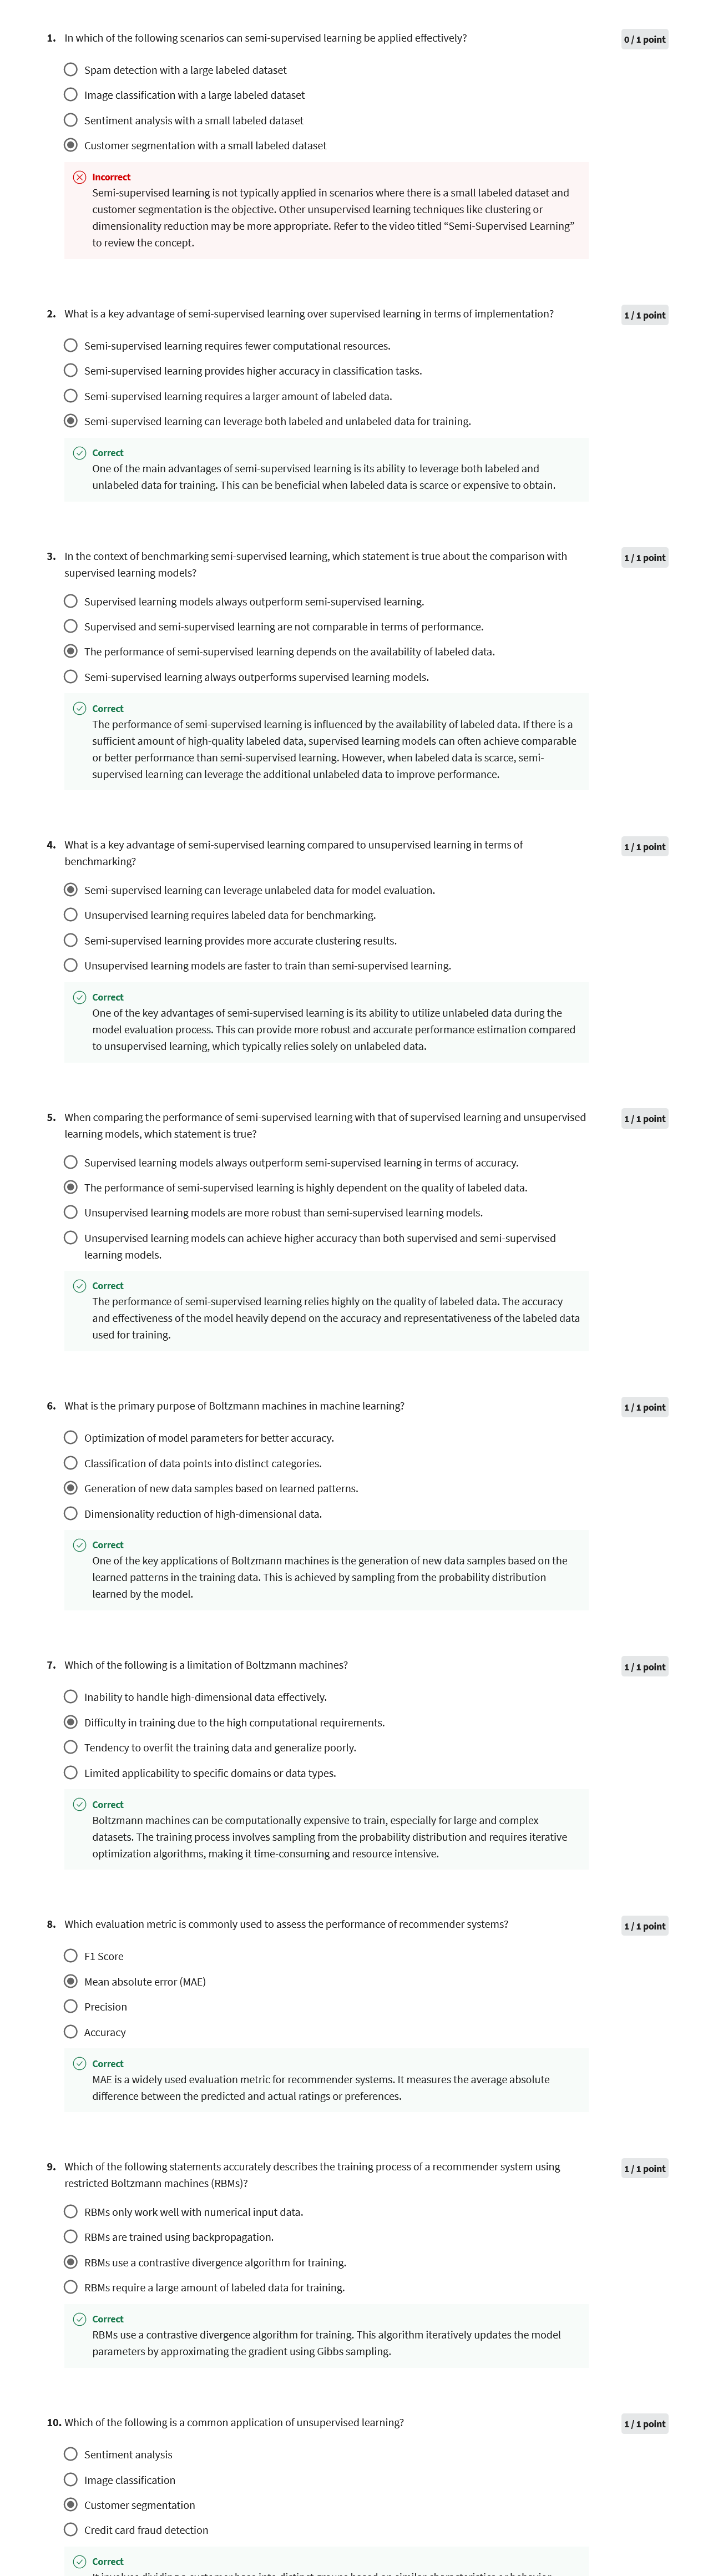 1. In which of the following scenarios can semi-supervised learning be applied effectively?
0 / 1 point
Spam detection with a large labeled dataset
Image classification with a large labeled dataset
Sentiment analysis with a small labeled dataset
Customer segmentation with a small labeled dataset
Incorrect
Semi-supervised learning is not typically applied in scenarios where there is a small labeled dataset and
customer segmentation is the objective. Other unsupervised learning techniques like clustering or
dimensionality reduction may be more appropriate. Refer to the video titled “Semi-Supervised Learning”
to review the concept.
2. What is a key advantage of semi-supervised learning over supervised learning in terms of implementation?
1 / 1 point
Semi-supervised learning requires fewer computational resources.
Semi-supervised learning provides higher accuracy in classification tasks.
Semi-supervised learning requires a larger amount of labeled data.
Semi-supervised learning can leverage both labeled and unlabeled data for training.
Correct
One of the main advantages of semi-supervised learning is its ability to leverage both labeled and
unlabeled data for training. This can be beneficial when labeled data is scarce or expensive to obtain.
3. In the context of benchmarking semi-supervised learning, which statement is true about the comparison with
supervised learning models?
1 / 1 point
Supervised learning models always outperform semi-supervised learning.
Supervised and semi-supervised learning are not comparable in terms of performance.
The performance of semi-supervised learning depends on the availability of labeled data.
Semi-supervised learning always outperforms supervised learning models.
Correct
The performance of semi-supervised learning is influenced by the availability of labeled data. If there is a
sufficient amount of high-quality labeled data, supervised learning models can often achieve comparable
or better performance than semi-supervised learning. However, when labeled data is scarce, semi-
supervised learning can leverage the additional unlabeled data to improve performance.
4. What is a key advantage of semi-supervised learning compared to unsupervised learning in terms of
benchmarking?
1 / 1 point
Semi-supervised learning can leverage unlabeled data for model evaluation.
Unsupervised learning requires labeled data for benchmarking.
Semi-supervised learning provides more accurate clustering results.
Unsupervised learning models are faster to train than semi-supervised learning.
Correct
One of the key advantages of semi-supervised learning is its ability to utilize unlabeled data during the
model evaluation process. This can provide more robust and accurate performance estimation compared
to unsupervised learning, which typically relies solely on unlabeled data.
5. When comparing the performance of semi-supervised learning with that of supervised learning and unsupervised
learning models, which statement is true?
1 / 1 point
Supervised learning models always outperform semi-supervised learning in terms of accuracy.
The performance of semi-supervised learning is highly dependent on the quality of labeled data.
Unsupervised learning models are more robust than semi-supervised learning models.
Unsupervised learning models can achieve higher accuracy than both supervised and semi-supervised
learning models.
Correct
The performance of semi-supervised learning relies highly on the quality of labeled data. The accuracy
and effectiveness of the model heavily depend on the accuracy and representativeness of the labeled data
used for training.
6. What is the primary purpose of Boltzmann machines in machine learning?
1 / 1 point
Optimization of model parameters for better accuracy.
Classification of data points into distinct categories.
Generation of new data samples based on learned patterns.
Dimensionality reduction of high-dimensional data.
Correct
One of the key applications of Boltzmann machines is the generation of new data samples based on the
learned patterns in the training data. This is achieved by sampling from the probability distribution
learned by the model.
7. Which of the following is a limitation of Boltzmann machines?
1 / 1 point
Inability to handle high-dimensional data effectively.
Difficulty in training due to the high computational requirements.
Tendency to overfit the training data and generalize poorly.
Limited applicability to specific domains or data types.
Correct
Boltzmann machines can be computationally expensive to train, especially for large and complex
datasets. The training process involves sampling from the probability distribution and requires iterative
optimization algorithms, making it time-consuming and resource intensive.
8. Which evaluation metric is commonly used to assess the performance of recommender systems?
1 / 1 point
F1 Score
Mean absolute error (MAE)
Precision
Accuracy
Correct
MAE is a widely used evaluation metric for recommender systems. It measures the average absolute
difference between the predicted and actual ratings or preferences.
9. Which of the following statements accurately describes the training process of a recommender system using
restricted Boltzmann machines (RBMs)?
1 / 1 point
RBMs only work well with numerical input data.
RBMs are trained using backpropagation.
RBMs use a contrastive divergence algorithm for training.
RBMs require a large amount of labeled data for training.
Correct
RBMs use a contrastive divergence algorithm for training. This algorithm iteratively updates the model
parameters by approximating the gradient using Gibbs sampling.
10. Which of the following is a common application of unsupervised learning?
1 / 1 point
Sentiment analysis
Image classification
Customer segmentation
Credit card fraud detection
Correct